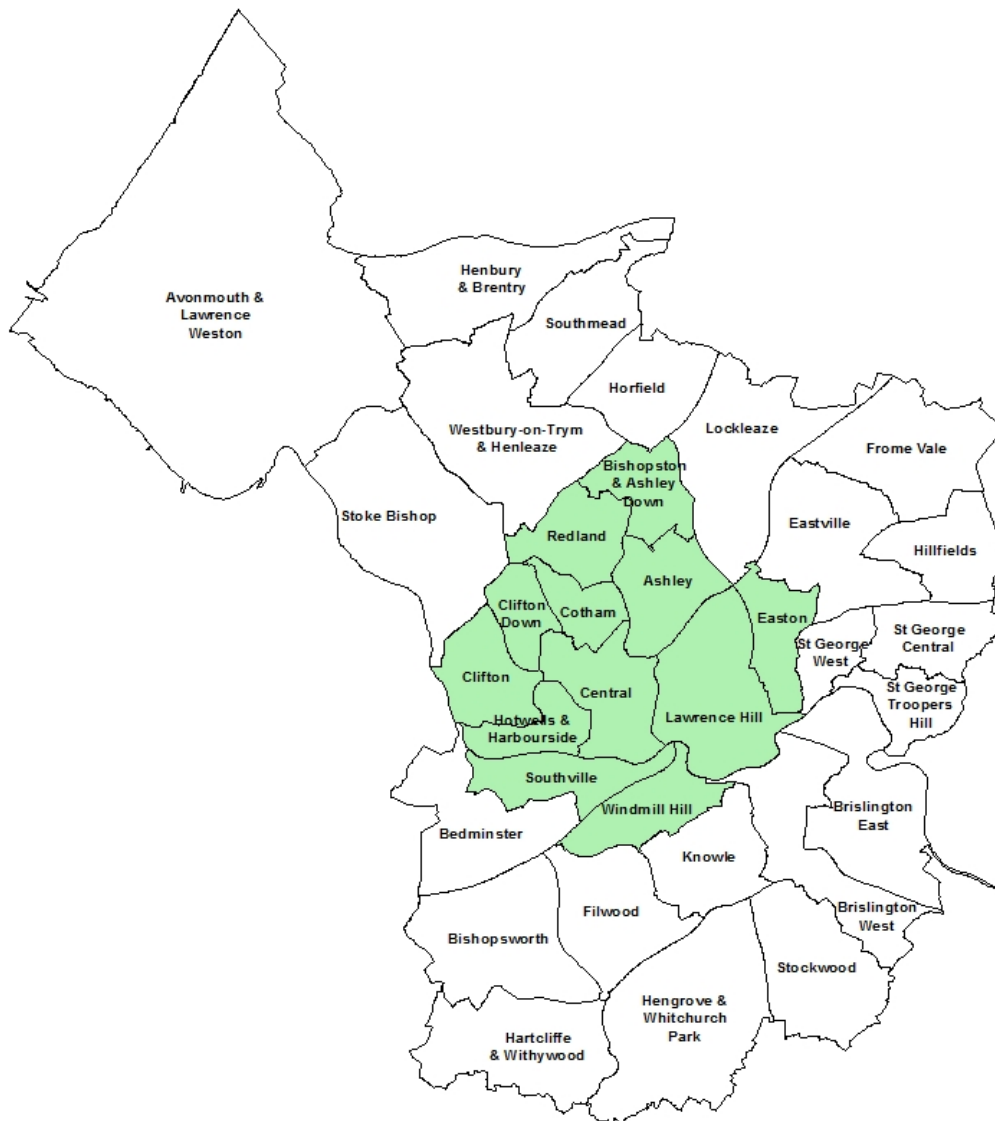 Henbury
& Brentry
Avonmouth &
Lawrence
Weston
Southmead
Horfield
Westbury-on-Trym
& Henleaze
Lockleaze
Frome Vale
Bishopston
& Ashley
Down
Stoke Bishop
Eastville
Redland
Hillfields
Ashley
Clifton
Down
Cotham
Easton
St George
West
St George
Central
Clifton
Central
St George
Troopers
Hill
Hotwells &
Harbourside
Lawrence Hill
Southville
Windmill Hill
Brislington
East
Bedminster
Knowle
Filwood
Brislington
West
Bishopsworth
Stockwood
Hengrove &
Whitchurch
Park
Hartcliffe
& Withywood